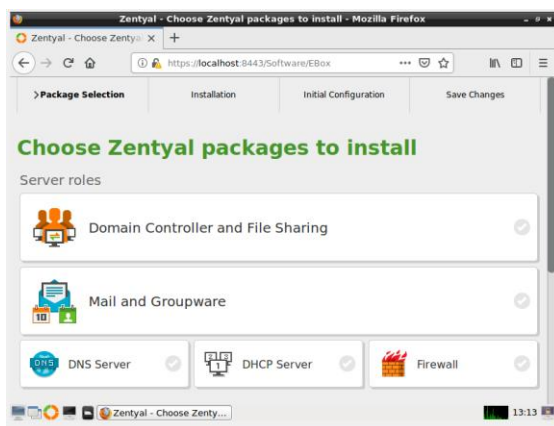 Zentyal - Choose Zentyal packages to install - Mozilla Firefox
Zentyal - Choose Zentya
https://localhost:8443/Software/EBox
>Package Selection
Installation
Initial Configuration
Save Changes
Choose Zentyal packages to install
Server roles
Domain Controller and File Sharing
10
Mail and Groupware
DNS
DNS Server
1
DHCP Server
Firewall
Zentyal - Choose Zenty...
13:13